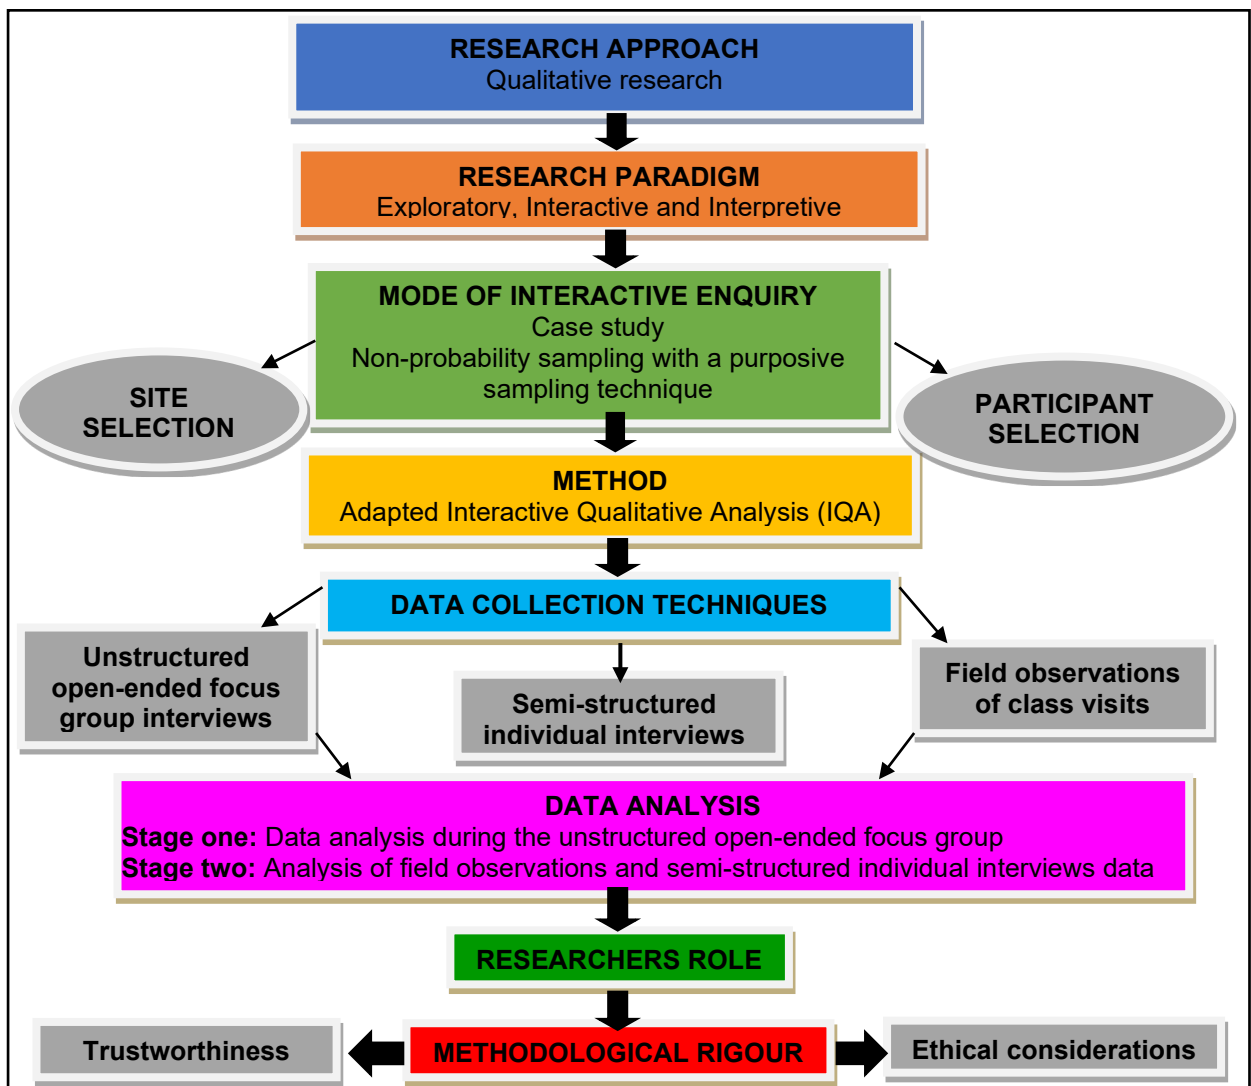 RESEARCH APPROACH
Qualitative research
RESEARCH PARADIGM
Exploratory, Interactive and Interpretive
MODE OF INTERACTIVE ENQUIRY
Case study
Non-probability sampling with a purposive
sampling technique
SITE
SELECTION
PARTICIPANT
SELECTION
METHOD
Adapted Interactive Qualitative Analysis (IQA)
DATA COLLECTION TECHNIQUES
Unstructured
open-ended focus
group interviews
Semi-structured
individual interviews
Field observations
of class visits
DATA ANALYSIS
Stage one: Data analysis during the unstructured open-ended focus group
Stage two: Analysis of field observations and semi-structured individual interviews data
RESEARCHERS ROLE
Trustworthiness
METHODOLOGICAL RIGOUR
Ethical considerations